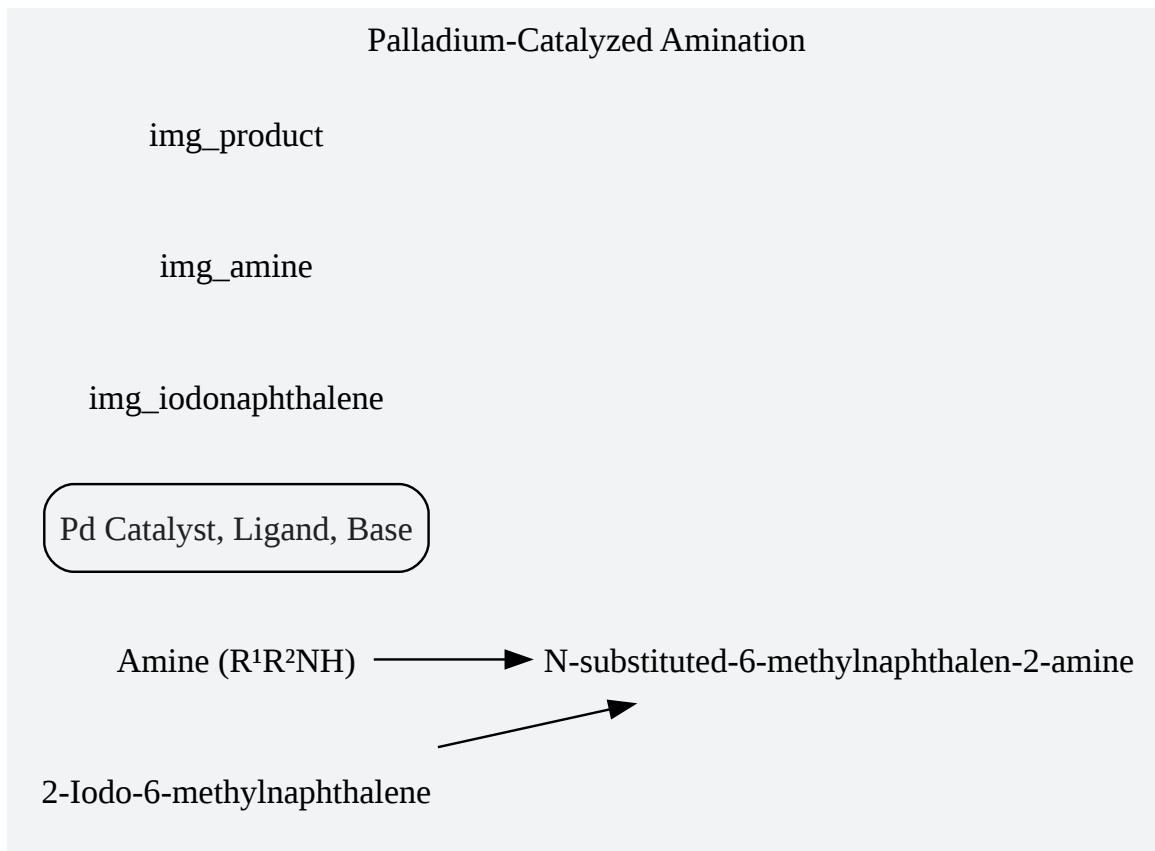 Palladium-Catalyzed Amination
img_product
img_amine
img_iodonaphthalene
Pd Catalyst, Ligand, Base
Amine (R¹R²NH)
N-substituted-6-methylnaphthalen-2-amine
2-Iodo-6-methylnaphthalene